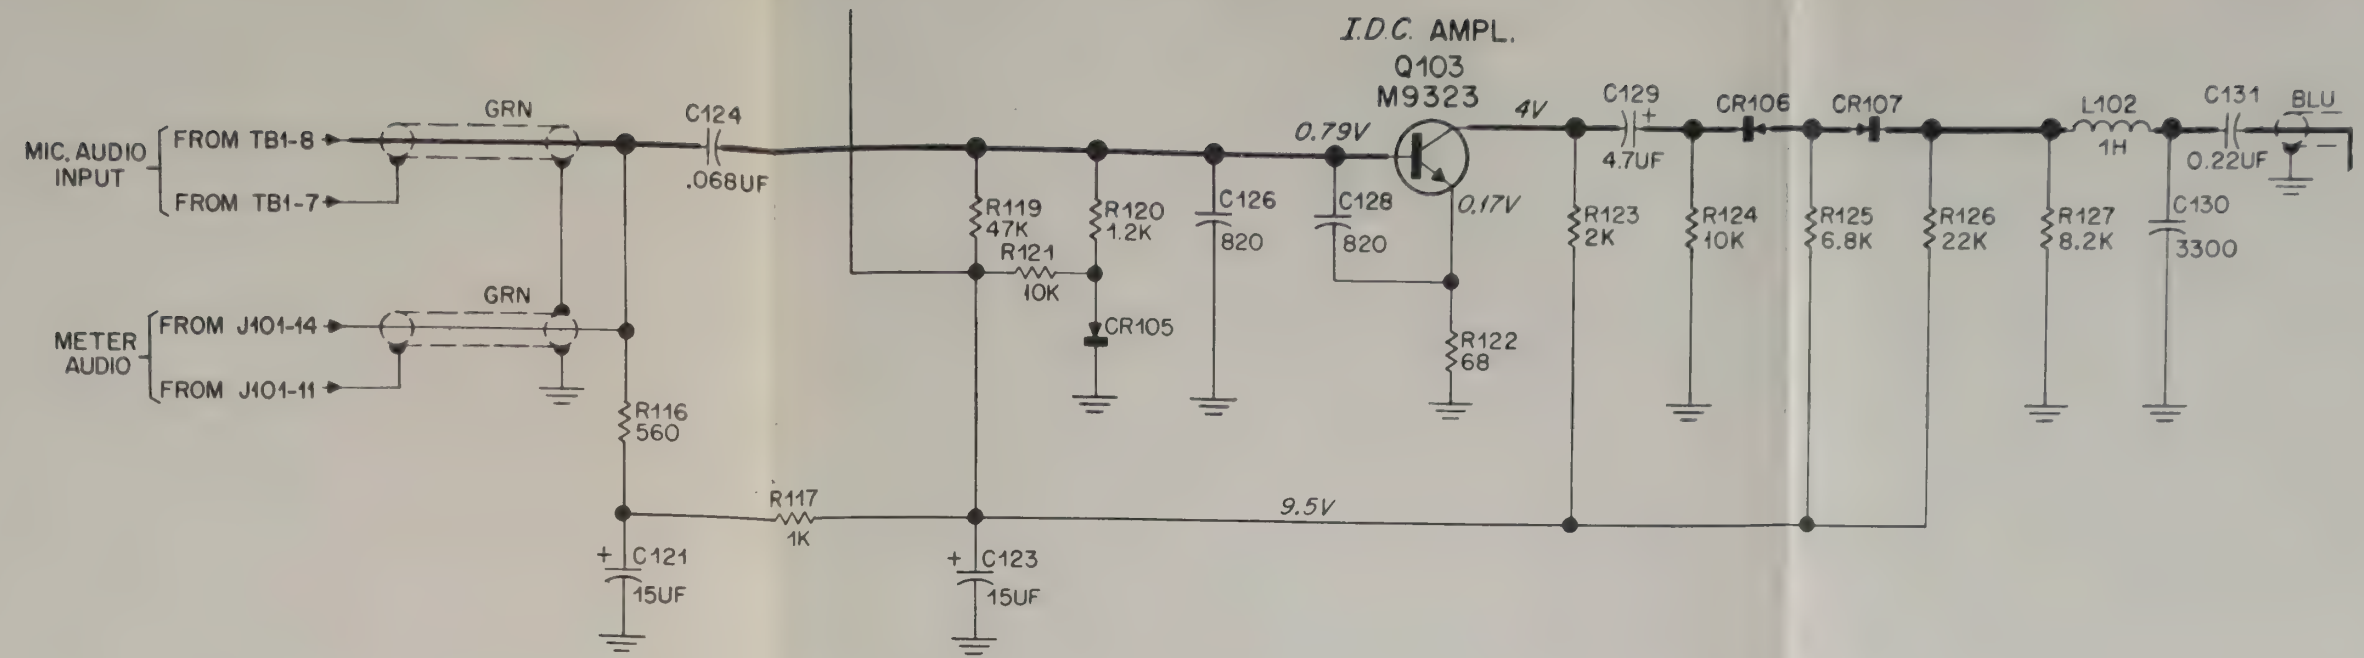 I.D.C. AMPL.
Q103
M9323
MIC. AUDIO
INPUT
FROM TB1-8
FROM TB1-7
GRN
C124
.068UF
0.79V
4V
0.17V
C129
+
4.7UF
CR106
CR107
L102
1H
C131
0.22UF
BLU
R119
47K
R120
1.2K
R121
10K
CR105
C126
820
C128
820
R122
68
R123
2K
R124
10K
R125
6.8K
R126
22K
R127
8.2K
C130
3300
METER
AUDIO
FROM J101-14
FROM J101-11
GRN
R116
560
R117
1K
9.5V
+ C121
15UF
+ C123
15UF